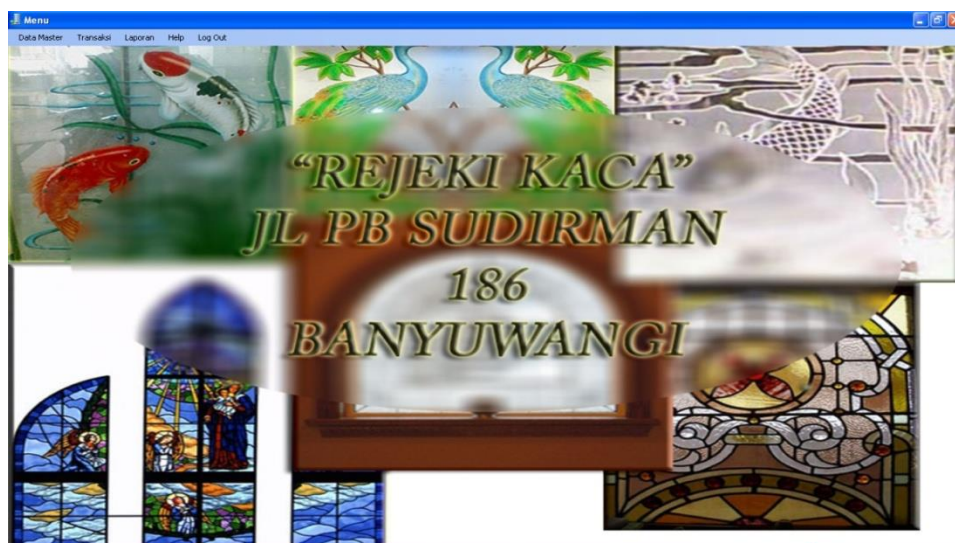 Menu
Data Master Transaksi Laporan Help Log Out
“REJEKI KACA”
JL PB SUDIRMAN
186
BANYUWANGI